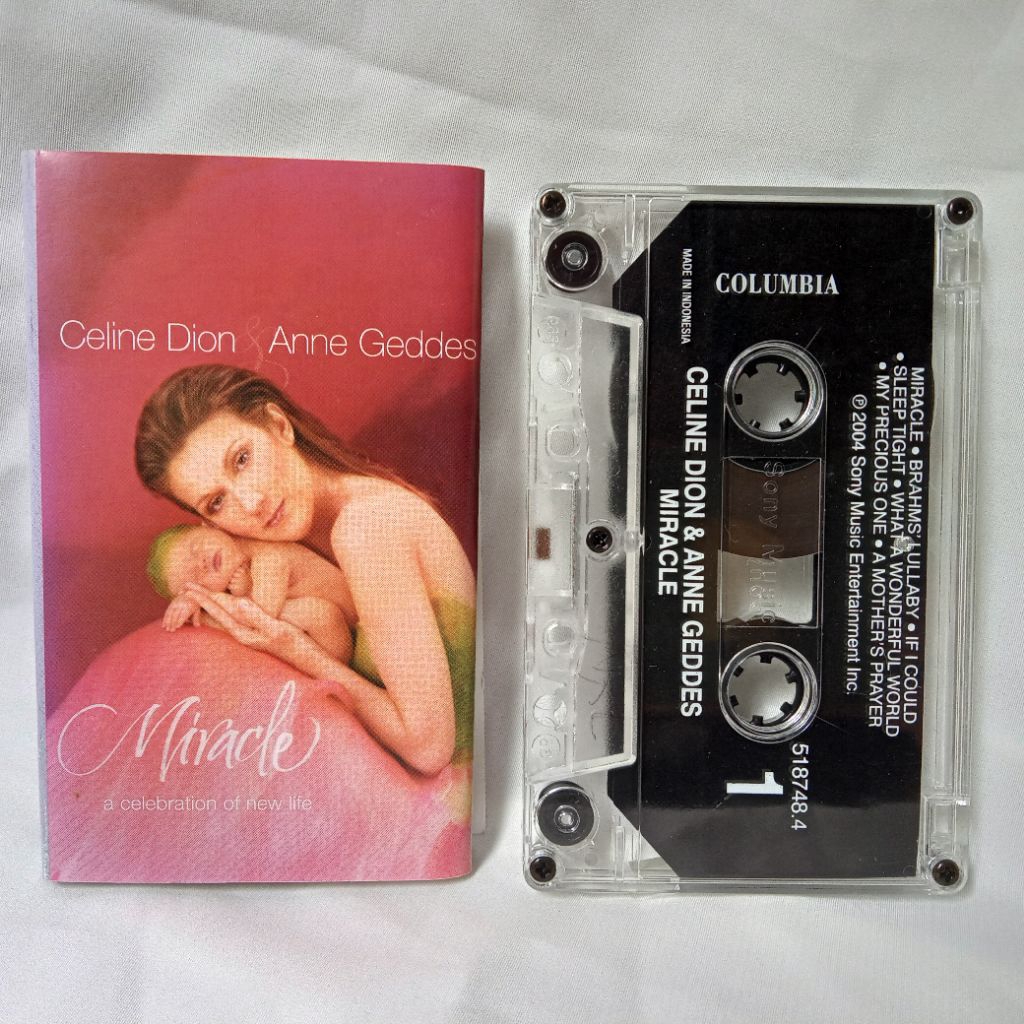 Celine Dion & Anne Geddes
Miracle
a celebration of new life
COLUMBIA
MADE IN INDONESIA
MIRACLE • BRAHMS' LULLABY • IF I COULD
• SLEEP TIGHT • WHAT A WONDERFUL WORLD
• MY PRECIOUS ONE • A MOTHER'S PRAYER
℗ 2004 Sony Music Entertainment Inc.
Sony Music
CELINE DION & ANNE GEDDES
MIRACLE
518748.4
1